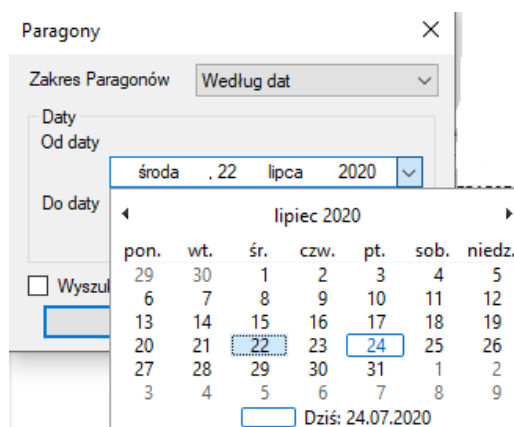 Paragony
Zakres Paragonów Według dat
Daty
Od daty
środa , 22 lipca 2020
Do daty
lipiec 2020
pon. wt. śr. czw. pt. sob. niedz.
29 30 1 2 3 4 5
6 7 8 9 10 11 12
13 14 15 16 17 18 19
20 21 22 23 24 25 26
27 28 29 30 31 1 2
3 4 5 6 7 8 9
Dziś: 24.07.2020